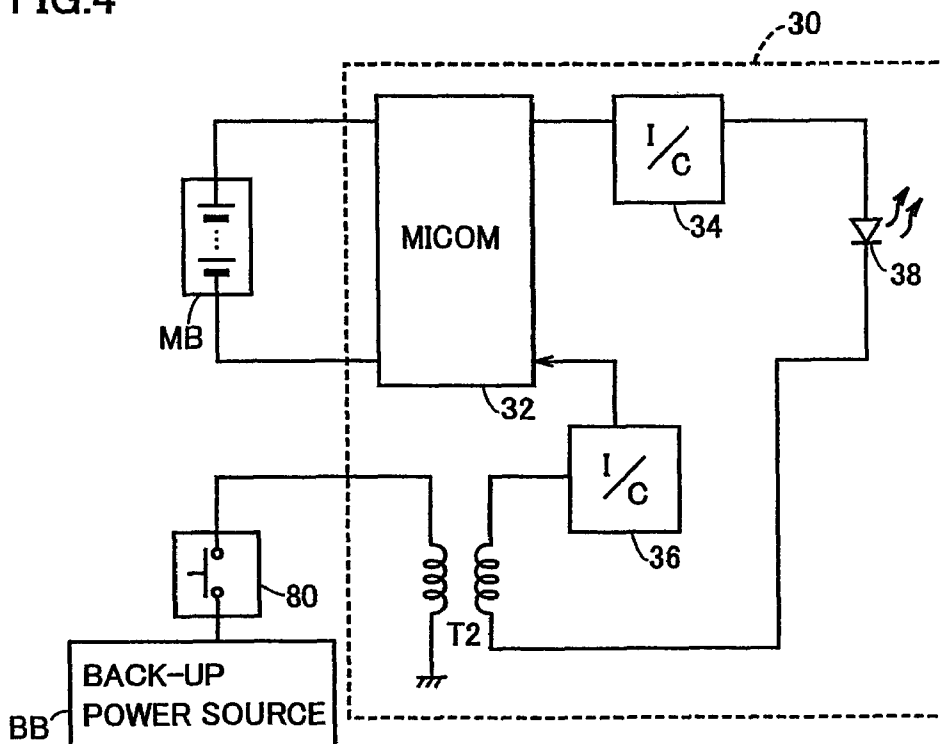 FIG.4
30
MICOM
I/C
34
38
MB
32
I/C
36
80
T2
BACK-UP
POWER SOURCE
BB